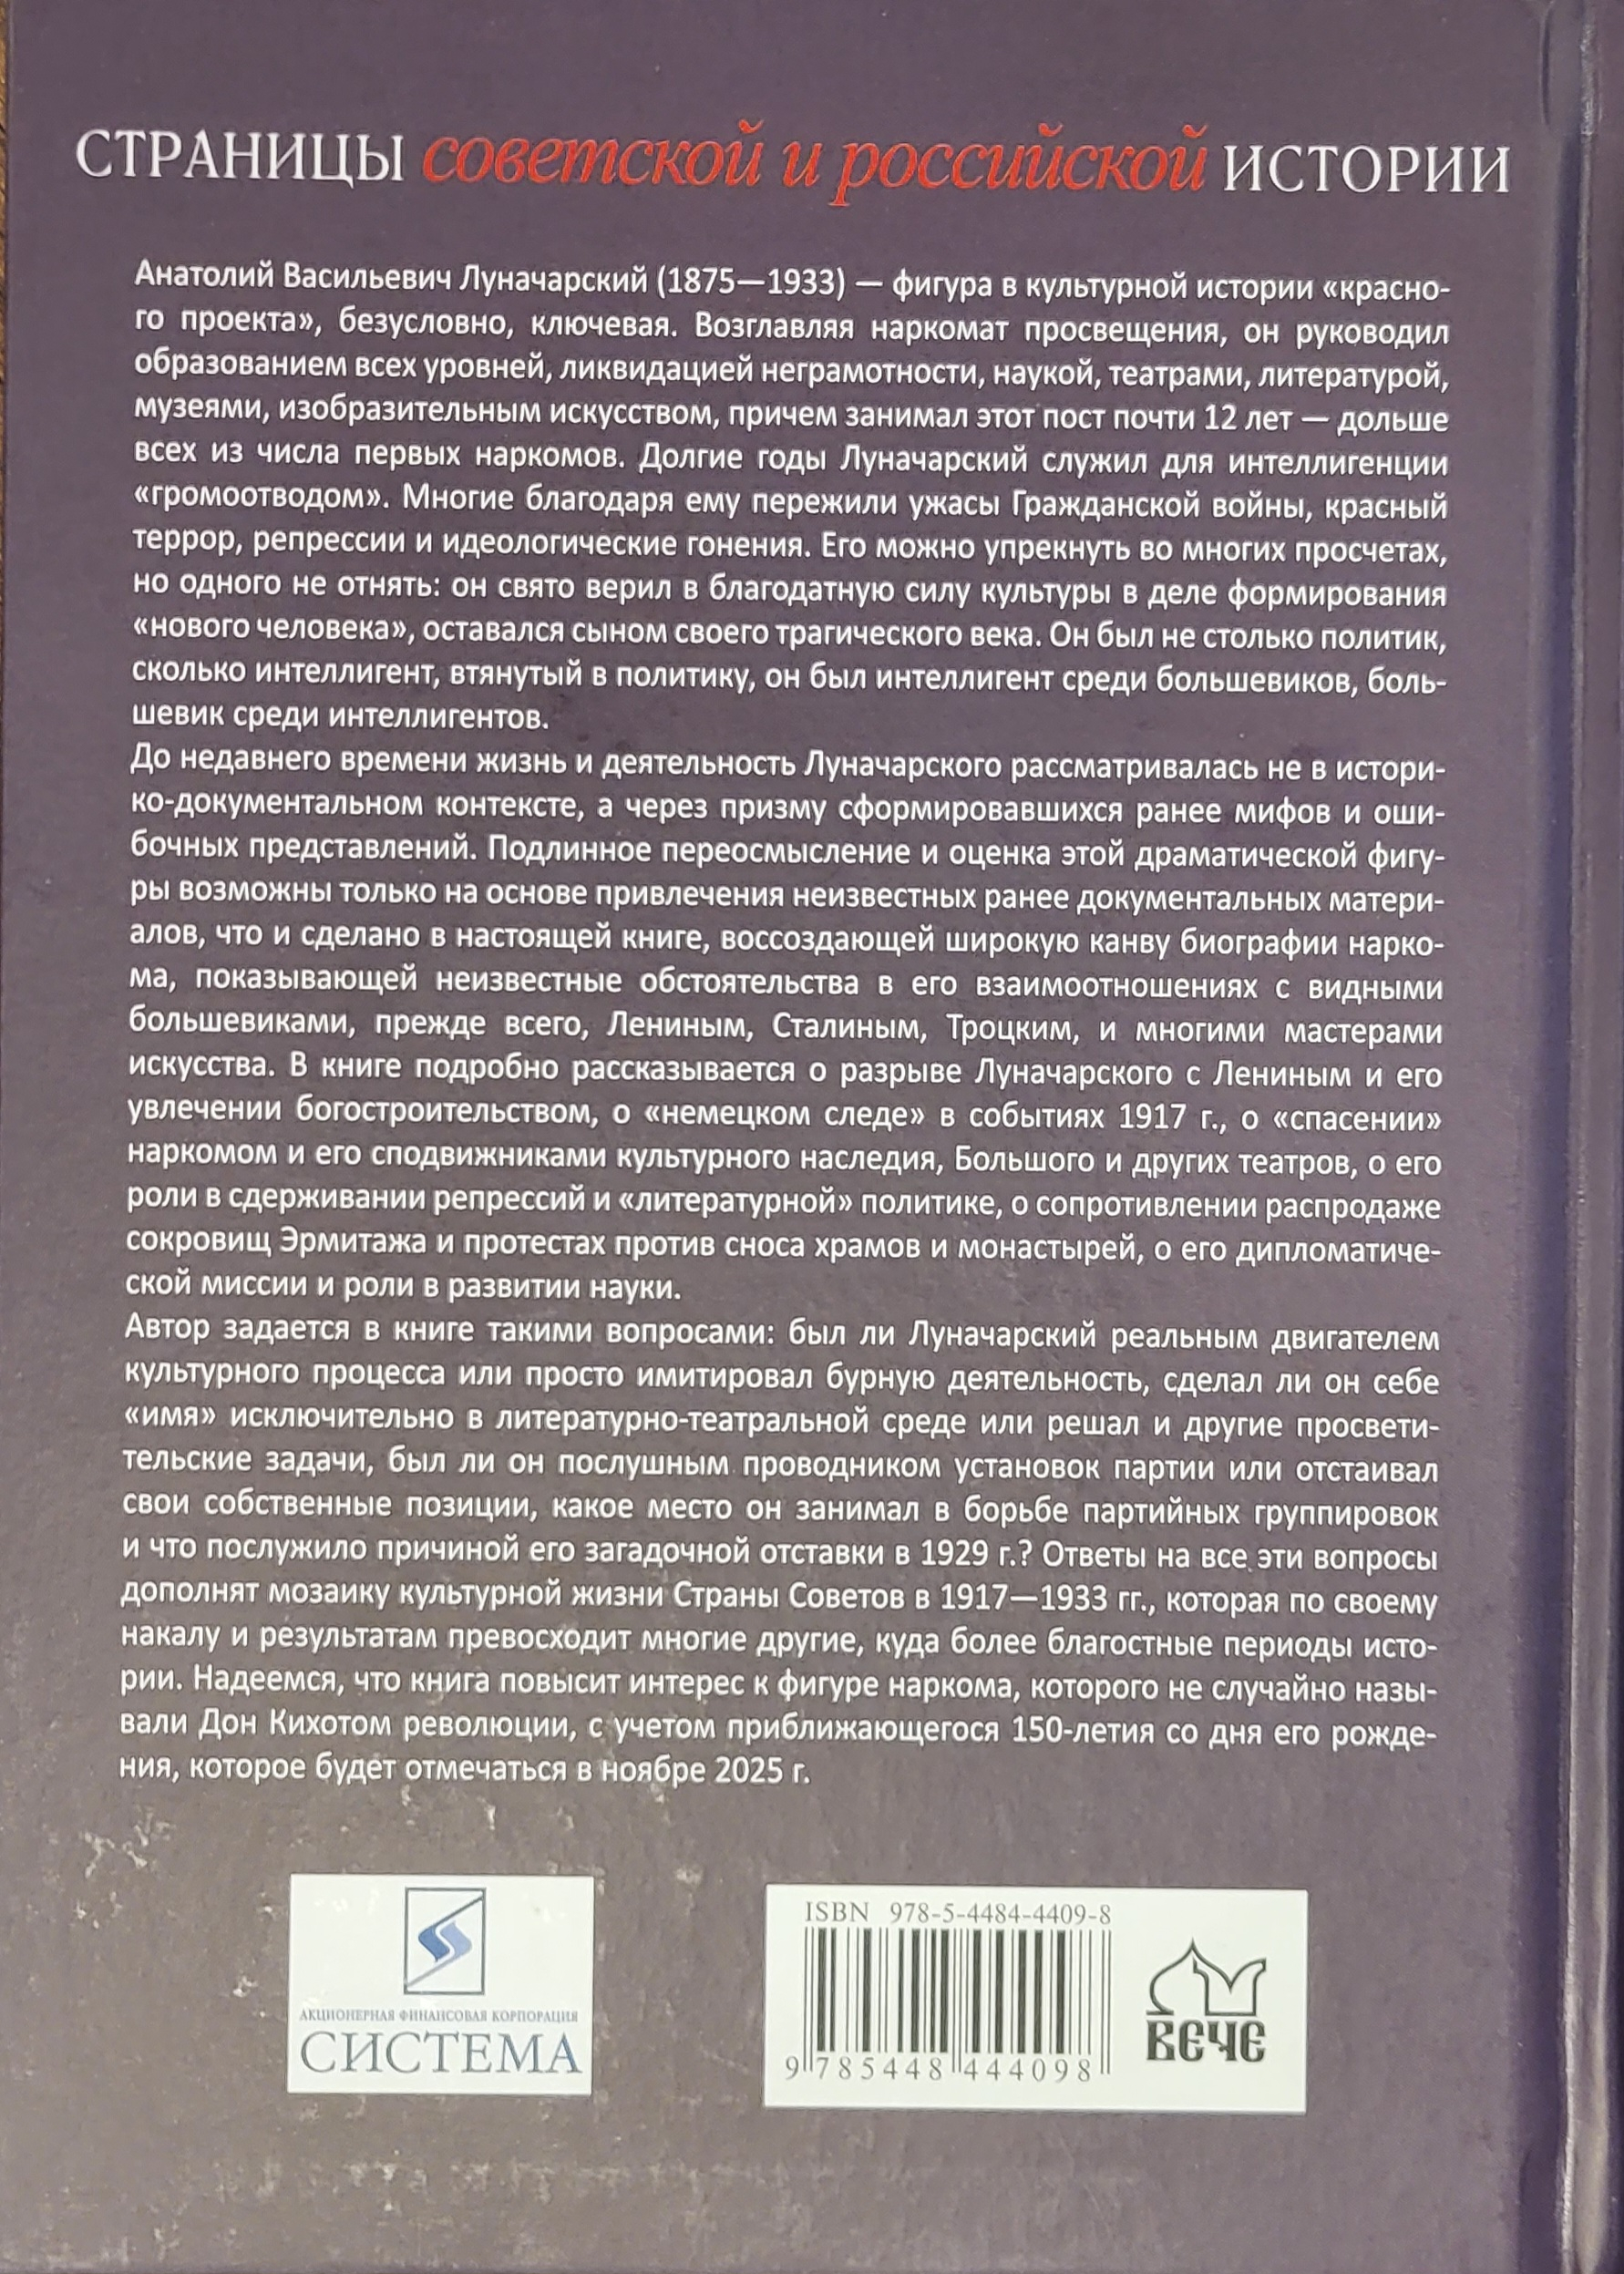 СТРАНИЦЫ советской и российской ИСТОРИИ
Анатолий Васильевич Луначарский (1875—1933) — фигура в культурной истории «красно-
го проекта», безусловно, ключевая. Возглавляя наркомат просвещения, он руководил
образованием всех уровней, ликвидацией неграмотности, наукой, театрами, литературой,
музеями, изобразительным искусством, причем занимал этот пост почти 12 лет — дольше
всех из числа первых наркомов. Долгие годы Луначарский служил для интеллигенции
«громоотводом». Многие благодаря ему пережили ужасы Гражданской войны, красный
террор, репрессии и идеологические гонения. Его можно упрекнуть во многих просчетах,
но одного не отнять: он свято верил в благодатную силу культуры в деле формирования
«нового человека», оставался сыном своего трагического века. Он был не столько политик,
сколько интеллигент, втянутый в политику, он был интеллигент среди большевиков, боль-
шевик среди интеллигентов.
До недавнего времени жизнь и деятельность Луначарского рассматривалась не в истори-
ко-документальном контексте, а через призму сформировавшихся ранее мифов и оши-
бочных представлений. Подлинное переосмысление и оценка этой драматической фигу-
ры возможны только на основе привлечения неизвестных ранее документальных матери-
алов, что и сделано в настоящей книге, воссоздающей широкую канву биографии нарко-
ма, показывающей неизвестные обстоятельства в его взаимоотношениях с видными
большевиками, прежде всего, Лениным, Сталиным, Троцким, и многими мастерами
искусства. В книге подробно рассказывается о разрыве Луначарского с Лениным и его
увлечении богостроительством, о «немецком следе» в событиях 1917 г., о «спасении»
наркомом и его сподвижниками культурного наследия, Большого и других театров, о его
роли в сдерживании репрессий и «литературной» политике, о сопротивлении распродаже
сокровищ Эрмитажа и протестах против сноса храмов и монастырей, о его дипломатиче-
ской миссии и роли в развитии науки.
Автор задается в книге такими вопросами: был ли Луначарский реальным двигателем
культурного процесса или просто имитировал бурную деятельность, сделал ли он себе
«имя» исключительно в литературно-театральной среде или решал и другие просвети-
тельские задачи, был ли он послушным проводником установок партии или отстаивал
свои собственные позиции, какое место он занимал в борьбе партийных группировок
и что послужило причиной его загадочной отставки в 1929 г.? Ответы на все эти вопросы
дополнят мозаику культурной жизни Страны Советов в 1917—1933 гг., которая по своему
накалу и результатам превосходит многие другие, куда более благостные периоды исто-
рии. Надеемся, что книга повысит интерес к фигуре наркома, которого не случайно назы-
вали Дон Кихотом революции, с учетом приближающегося 150-летия со дня его рожде-
ния, которое будет отмечаться в ноябре 2025 г.
АКЦИОНЕРНАЯ ФИНАНСОВАЯ КОРПОРАЦИЯ
СИСТЕМА
ISBN 978-5-4484-4409-8
9 785448 444098
ВЕЧЕ